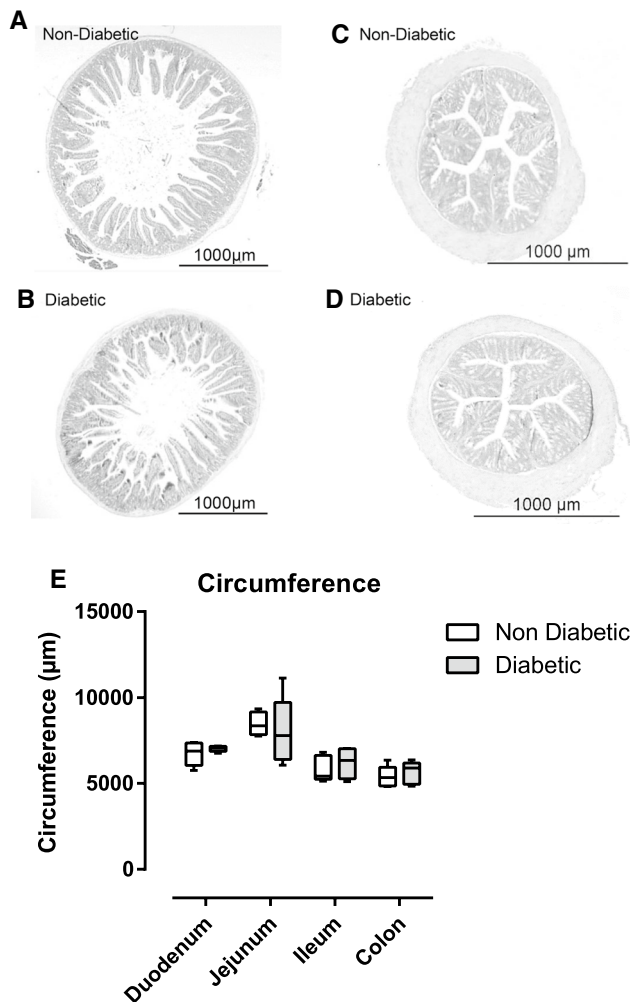 A
Non-Diabetic
1000µm
B
Diabetic
1000µm
C
Non-Diabetic
1000 µm
D
Diabetic
1000 µm
E
Circumference
Circumference (µm)
15000
10000
5000
0
Duodenum
Jejunum
Ileum
Colon
Non Diabetic
Diabetic